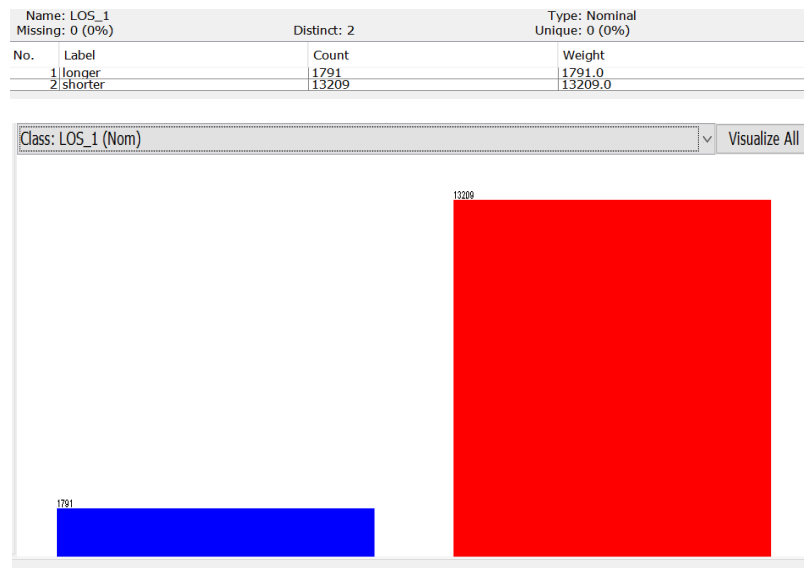 Name: LOS_1 Type: Nominal
Missing: 0 (0%) Distinct: 2 Unique: 0 (0%)
No. Label Count Weight
1 longer 1791 1791.0
2 shorter 13209 13209.0
Class: LOS_1 (Nom) Visualize All
13209
1791